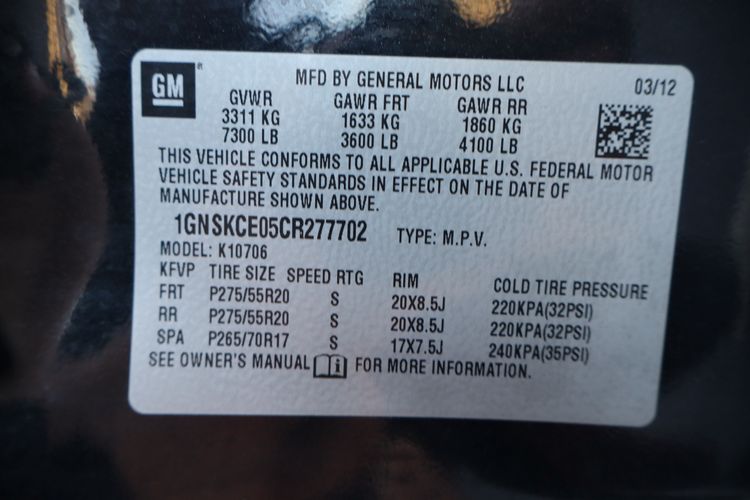 GM
MFD BY GENERAL MOTORS LLC 03/12
GVWR GAWR FRT GAWR RR
3311 KG 1633 KG 1860 KG
7300 LB 3600 LB 4100 LB
THIS VEHICLE CONFORMS TO ALL APPLICABLE U.S. FEDERAL MOTOR
VEHICLE SAFETY STANDARDS IN EFFECT ON THE DATE OF
MANUFACTURE SHOWN ABOVE.
1GNSKCE05CR277702 TYPE: M.P.V.
MODEL: K10706
KFVP TIRE SIZE SPEED RTG RIM COLD TIRE PRESSURE
FRT P275/55R20 S 20X8.5J 220KPA(32PSI)
RR P275/55R20 S 20X8.5J 220KPA(32PSI)
SPA P265/70R17 S 17X7.5J 240KPA(35PSI)
SEE OWNER'S MANUAL FOR MORE INFORMATION.